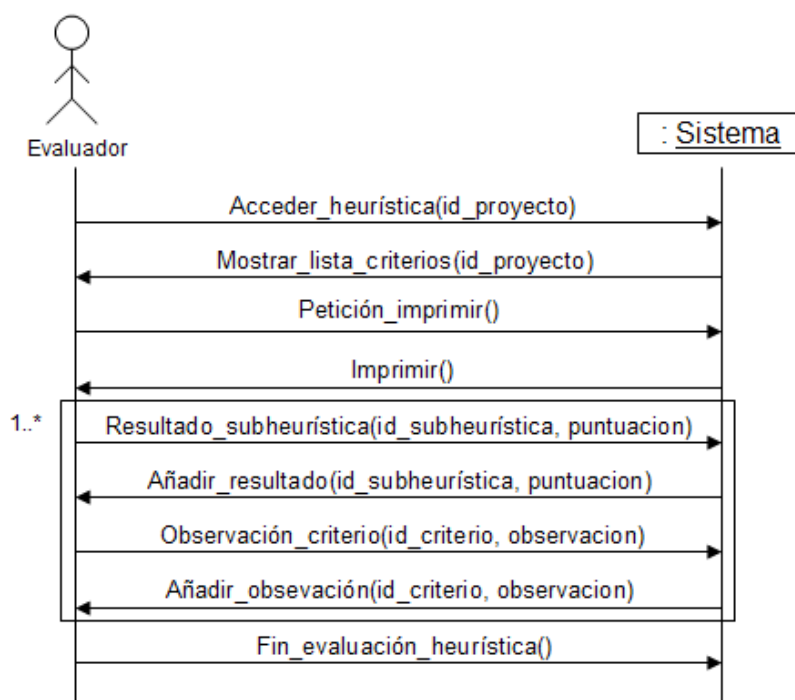 Evaluador
: Sistema
Acceder_heurística(id_proyecto)
Mostrar_lista_criterios(id_proyecto)
Petición_imprimir()
Imprimir()
1..*
Resultado_subheurística(id_subheurística, puntuacion)
Añadir_resultado(id_subheurística, puntuacion)
Observación_criterio(id_criterio, observacion)
Añadir_obsevación(id_criterio, observacion)
Fin_evaluación_heurística()